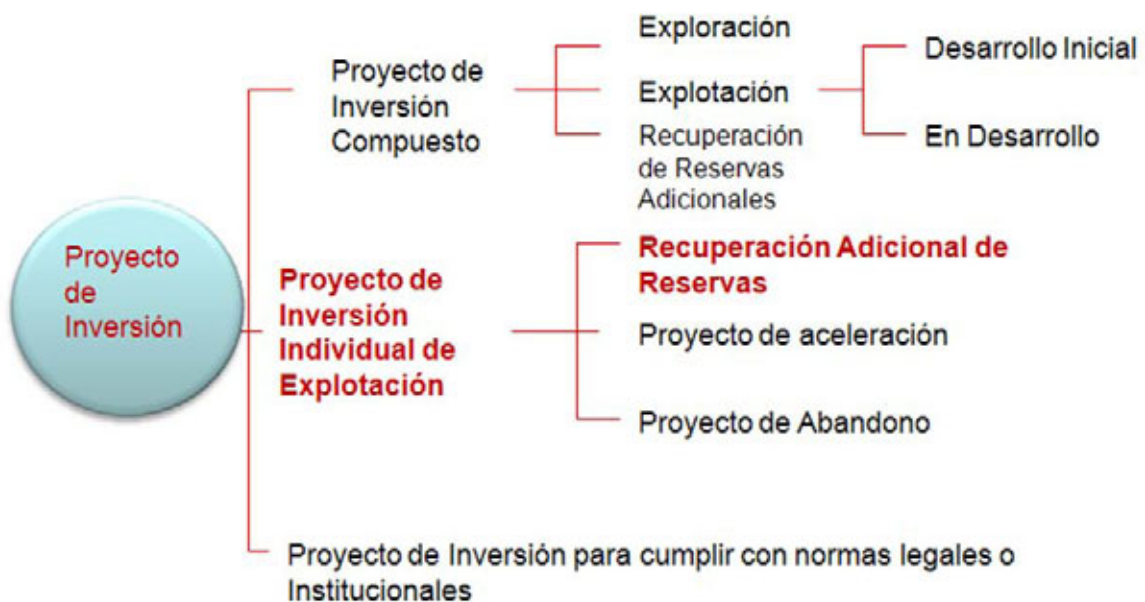 Proyecto
de
Inversión
Proyecto de
Inversión
Compuesto
Exploración
Explotación
Recuperación
de Reservas
Adicionales
Desarrollo Inicial
En Desarrollo
Proyecto de
Inversión
Individual de
Explotación
Recuperación Adicional de
Reservas
Proyecto de aceleración
Proyecto de Abandono
Proyecto de Inversión para cumplir con normas legales o
Institucionales